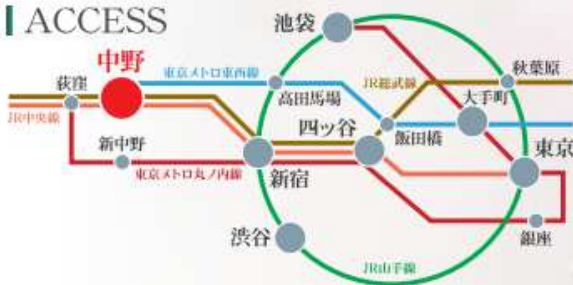 ACCESS
池袋
中野
東京メトロ東西線
JR総武線
秋葉原
荻窪
高田馬場
大手町
JR中央線
四ッ谷
飯田橋
新中野
東京メトロ丸ノ内線
新宿
東京
渋谷
銀座
JR山手線